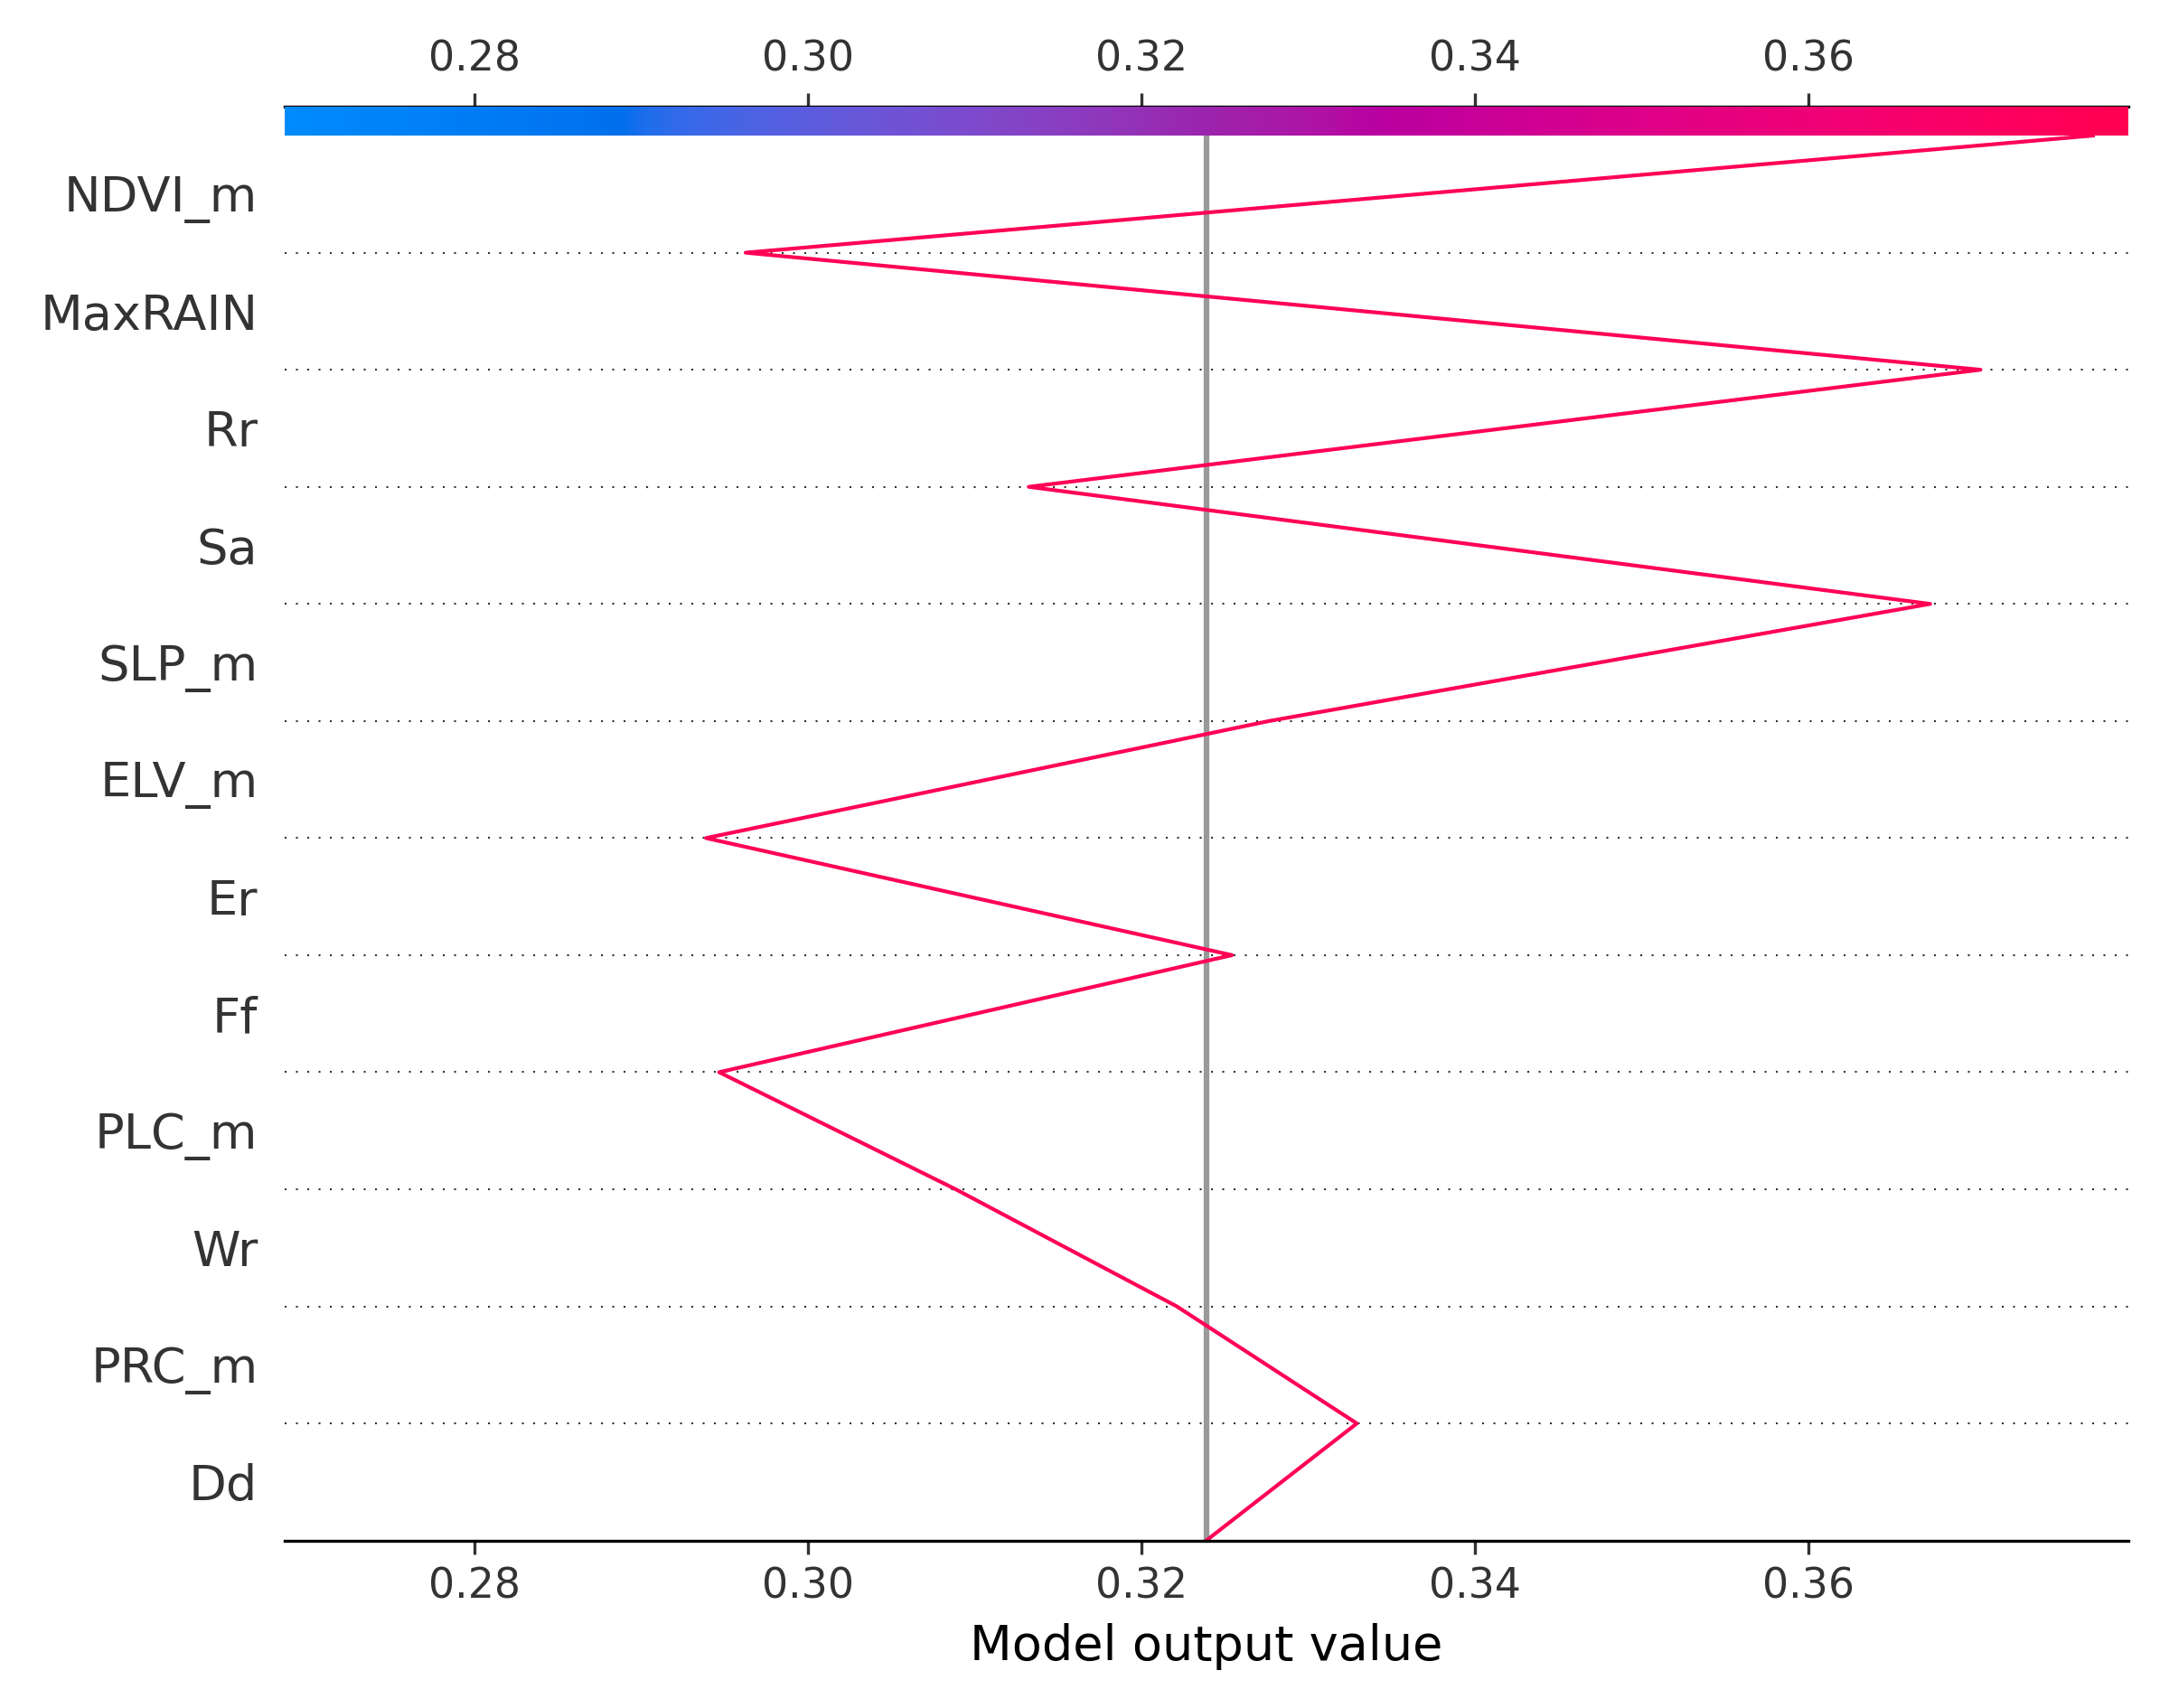 0.28 0.30 0.32 0.34 0.36
NDVI_m
MaxRAIN
Rr
Sa
SLP_m
ELV_m
Er
Ff
PLC_m
Wr
PRC_m
Dd
0.28 0.30 0.32 0.34 0.36
Model output value